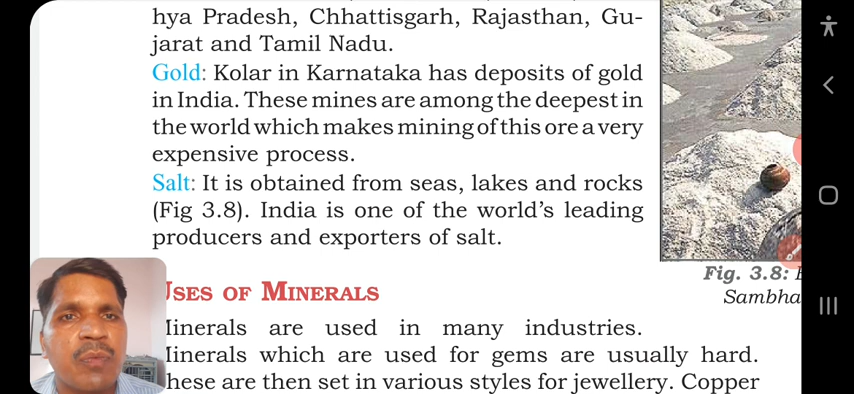 hya Pradesh, Chhattisgarh, Rajasthan, Gu-
jarat and Tamil Nadu.
Gold: Kolar in Karnataka has deposits of gold
in India. These mines are among the deepest in
the world which makes mining of this ore a very
expensive process.
Salt: It is obtained from seas, lakes and rocks
(Fig 3.8). India is one of the world's leading
producers and exporters of salt.
Fig. 3.8:
Sambha
USES OF MINERALS
Minerals are used in many industries.
Minerals which are used for gems are usually hard.
hese are then set in various styles for jewellery. Copper